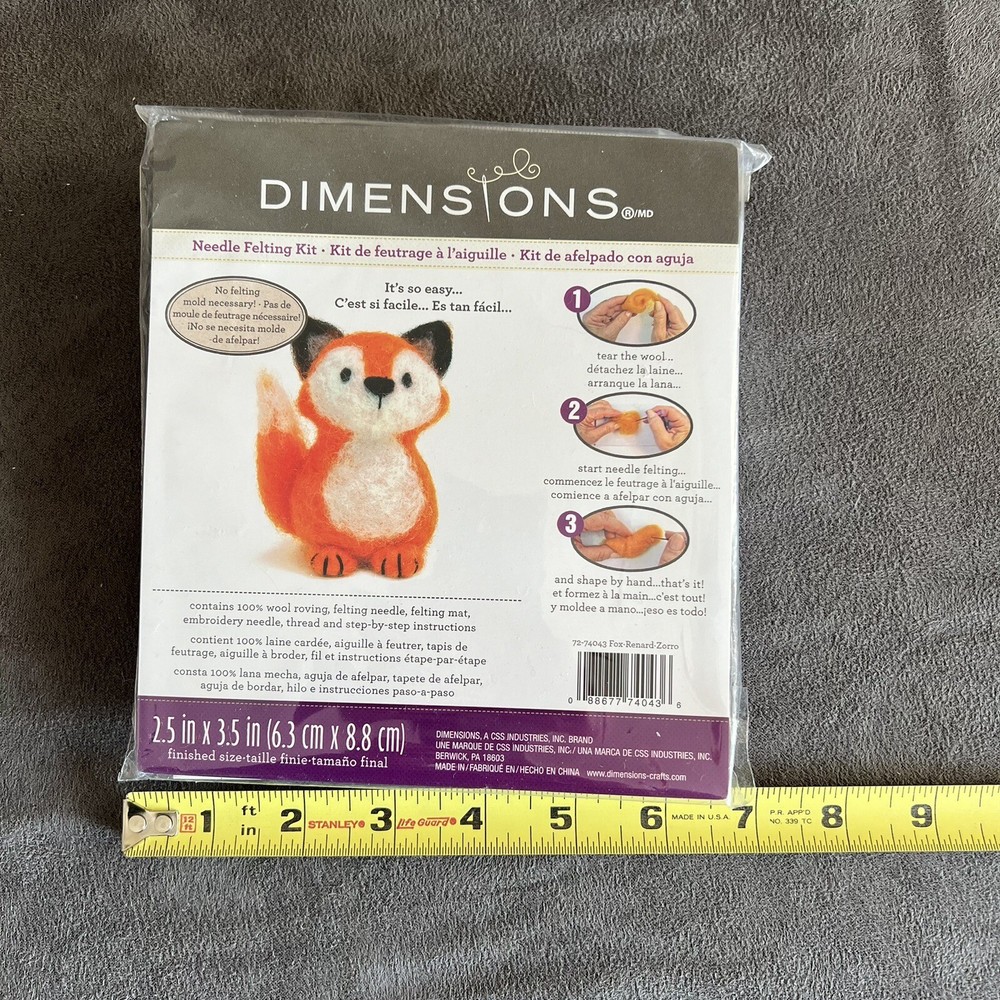 DIMENSIONS®/MD
Needle Felting Kit · Kit de feutrage à l'aiguille · Kit de afelpado con aguja
No felting
mold necessary! · Pas de
moule de feutrage nécessaire!
¡No se necesita molde
de afelpar!
It's so easy...
C'est si facile... Es tan fácil...
1
tear the wool...
détachez la laine...
arranque la lana...
2
start needle felting...
commencez le feutrage à l'aiguille...
comience a afelpar con aguja...
3
and shape by hand...that's it!
et formez à la main...c'est tout!
y moldee a mano...¡eso es todo!
contains 100% wool roving, felting needle, felting mat,
embroidery needle, thread and step-by-step instructions
contient 100% laine cardée, aiguille à feutrer, tapis de
feutrage, aiguille à broder, fil et instructions étape-par-étape
consta 100% lana mecha, aguja de afelpar, tapete de afelpar,
aguja de bordar, hilo e instrucciones paso-a-paso
72-74043 Fox-Renard-Zorro
0 88677 74043 6
2.5 in x 3.5 in (6.3 cm x 8.8 cm)
finished size·taille finie·tamaño final
DIMENSIONS, A CSS INDUSTRIES, INC. BRAND
UNE MARQUE DE CSS INDUSTRIES, INC./ UNA MARCA DE CSS INDUSTRIES, INC.
BERWICK, PA 18603
MADE IN/FABRIQUÉ EN/HECHO EN CHINA www.dimensions-crafts.com
12 ft 1 ft in 2 STANLEY® 3 Life Guard® 4 5 6 MADE IN U.S.A. 7 P.R. APP'D NO. 339 TC 8 9